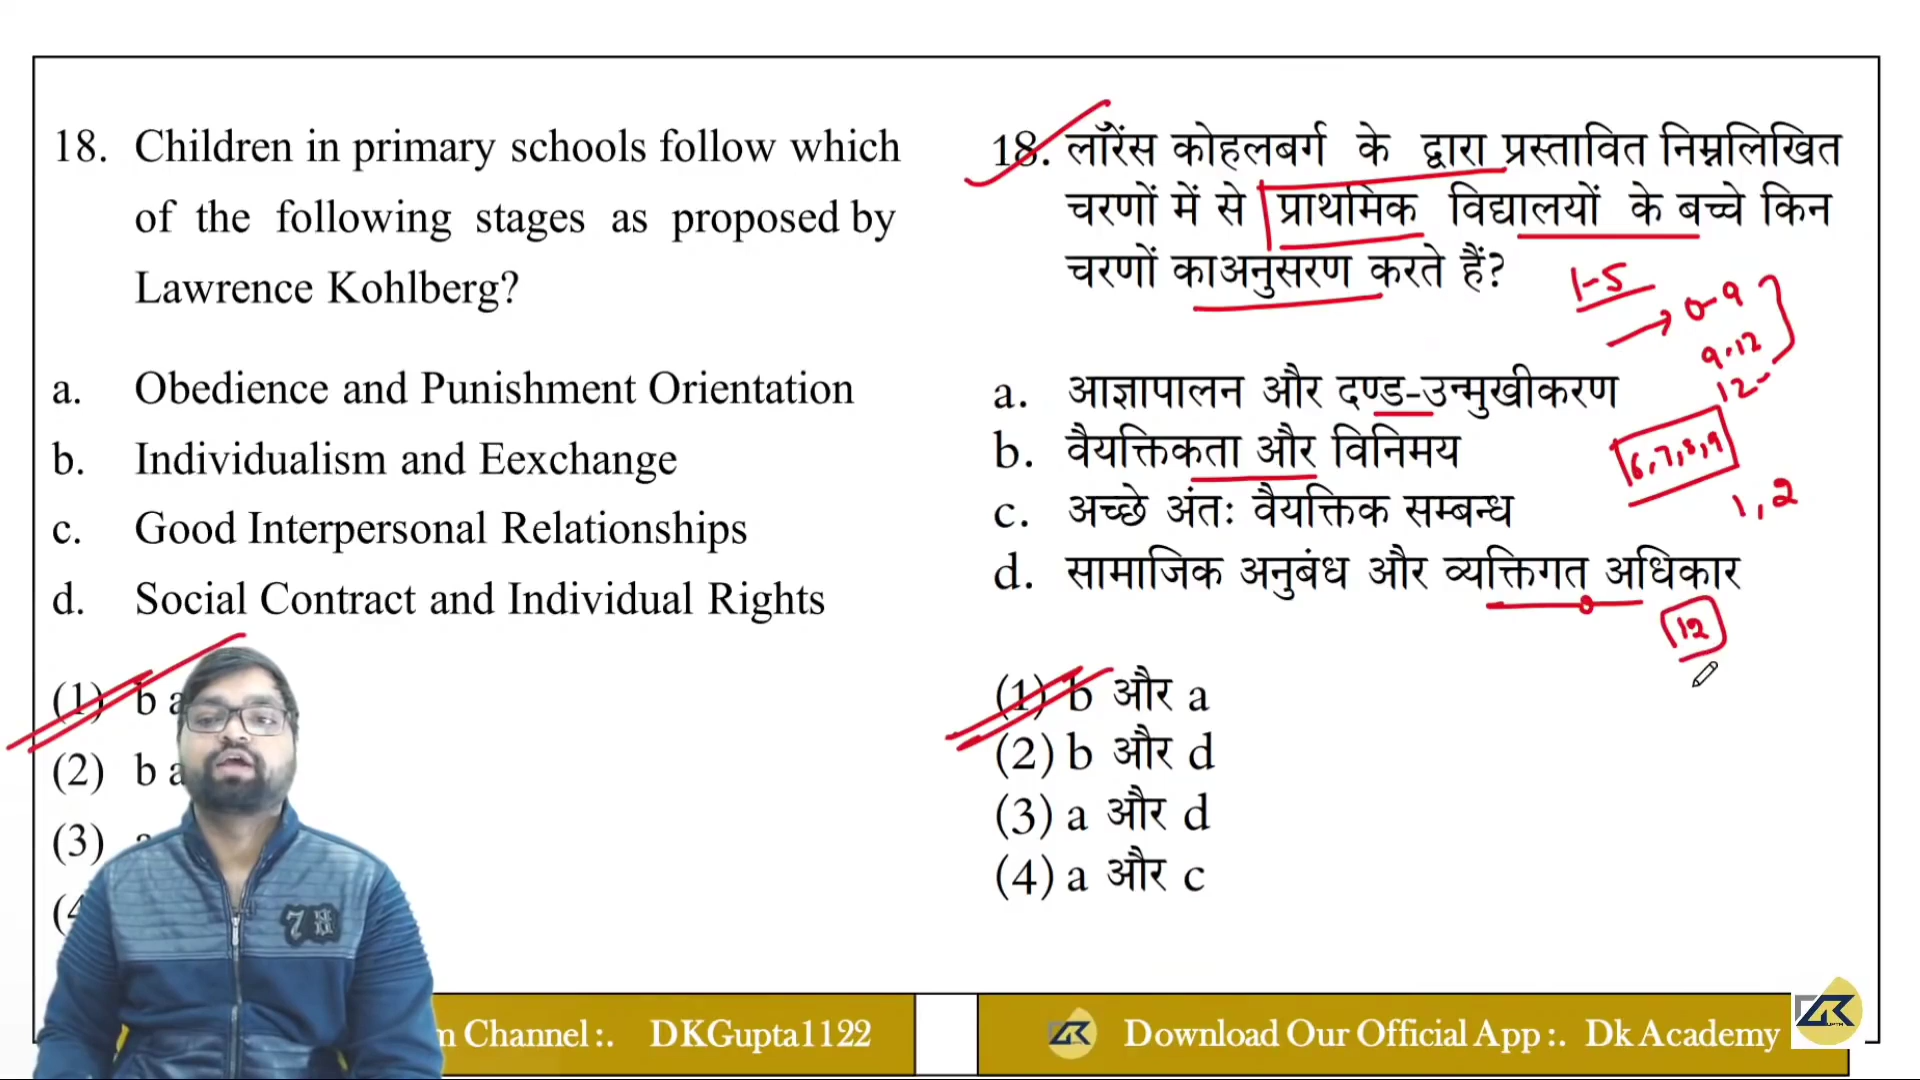 18. Children in primary schools follow which
of the following stages as proposed by
Lawrence Kohlberg?
a. Obedience and Punishment Orientation
b. Individualism and Eexchange
c. Good Interpersonal Relationships
d. Social Contract and Individual Rights
(1) b a
(2) b a
(3)
18. लॉरेंस कोहलबर्ग के द्वारा प्रस्तावित निम्नलिखित
चरणों में से प्राथमिक विद्यालयों के बच्चे किन
चरणों काअनुसरण करते हैं?
1-5
0-9
9-12
12-
a. आज्ञापालन और दण्ड-उन्मुखीकरण
b. वैयक्तिकता और विनिमय
6,7,8,9
1, 2
c. अच्छे अंतः वैयक्तिक सम्बन्ध
d. सामाजिक अनुबंध और व्यक्तिगत अधिकार
12
(1) b और a
(2) b और d
(3) a और d
(4) a और c
7
m Channel :. DKGupta1122
Download Our Official App :. Dk Academy